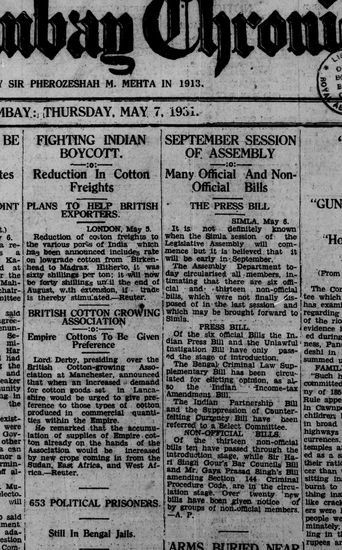 mbay Chroni
Y SIR PHEROZESHAH M. MEHTA IN 1913.
MBAY: THURSDAY, MAY 7, 1931.
BE
FIGHTING INDIAN
BOYCOTT.
Reduction In Cotton
Freights
PLANS TO HELP BRITISH
EXPORTERS.
LONDON, May 5.
Reduction of cotton freights to
the various ports of India which
has been announced includes rate
on lowgrade cotton from Birken-
head to Madras. Hitherto, it was
sixty shillings per ton: it will now
be forty shillings until the end of
August, with extension, if trade
is thereby stimulated.—Reuter.
BRITISH COTTON GROWING
ASSOCIATION
Empire Cottons To Be Given
Preference
Lord Derby, presiding over the
British Cotton-growing Asso-
ciation at Manchester, announced
that when an increased demand
for cotton goods set in Lanca-
shire would be urged to give pre-
ference to those types of cotton
produced in commercial quanti-
ties within the Empire.
He remarked that the accumu-
lation of supplies of Empire cot-
ton already on the hands of the
Association would be increased
by new crops coming in from the
Sudan, East Africa, and West Af-
rica.—Reuter.
653 POLITICAL PRISONERS.
Still In Bengal Jails.
SEPTEMBER SESSION
OF ASSEMBLY
Many Official And Non-
Official Bills
THE PRESS BILL
SIMLA, May 6.
It is not definitely known
when the Simla session of the
Legislative Assembly will com-
mence but it is believed that it
will be early in September.
The Assembly Department to-
day circularised all members, in-
timating that there are six offi-
cial and thirteen non-official
bills, which were not finally dis-
posed of in the last session and
which may be brought forward to
Simla.
PRESS BILL.
Of the six official Bills the In-
dian Press Bill and the Unlawful
Instigation Bill have only pass-
ed the stage of introduction.
The Bengal Criminal Law Sup-
plementary Bill has been circu-
lated for eliciting opinion, as al-
so the Indian Income-tax
Amendment Bill.
The Indian Partnership Bill
and the Suppression of Counter-
feiting Currency Bill have been
referred to a Select Committee.
NON-OFFICIAL BILLS.
Of the thirteen non-official
bills ten have passed through the
introduction stage, while Sir Ha-
ri Singh Gour's Bar Councils Bill
and Mr. Gaya Prasad Singh's Bill
amending Section 144 Criminal
Procedure Code, are in the circu-
lation stage. Over twenty new
bills have been given notice of
by groups of non-official members.
—A. P.
ARMS BURIED NEAR
"GUN
(From